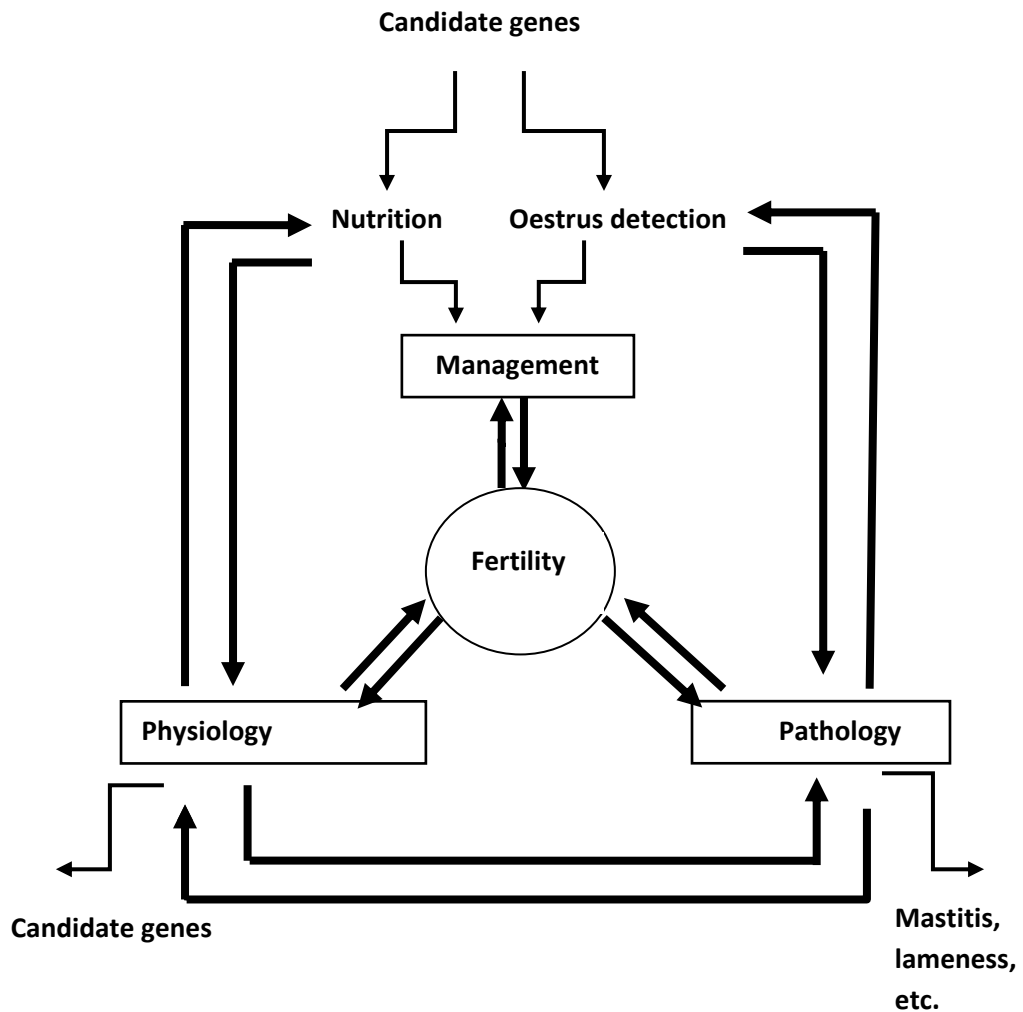 Candidate genes
Nutrition
Oestrus detection
Management
Fertility
Physiology
Pathology
Candidate genes
Mastitis,
lameness,
etc.